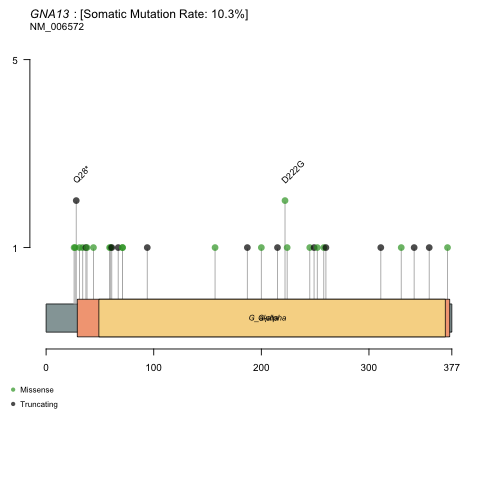 GNA13 : [Somatic Mutation Rate: 10.3%]
NM_006572
5
Q28*
D222G
1
0
100
200
300
377
Missense
Truncating